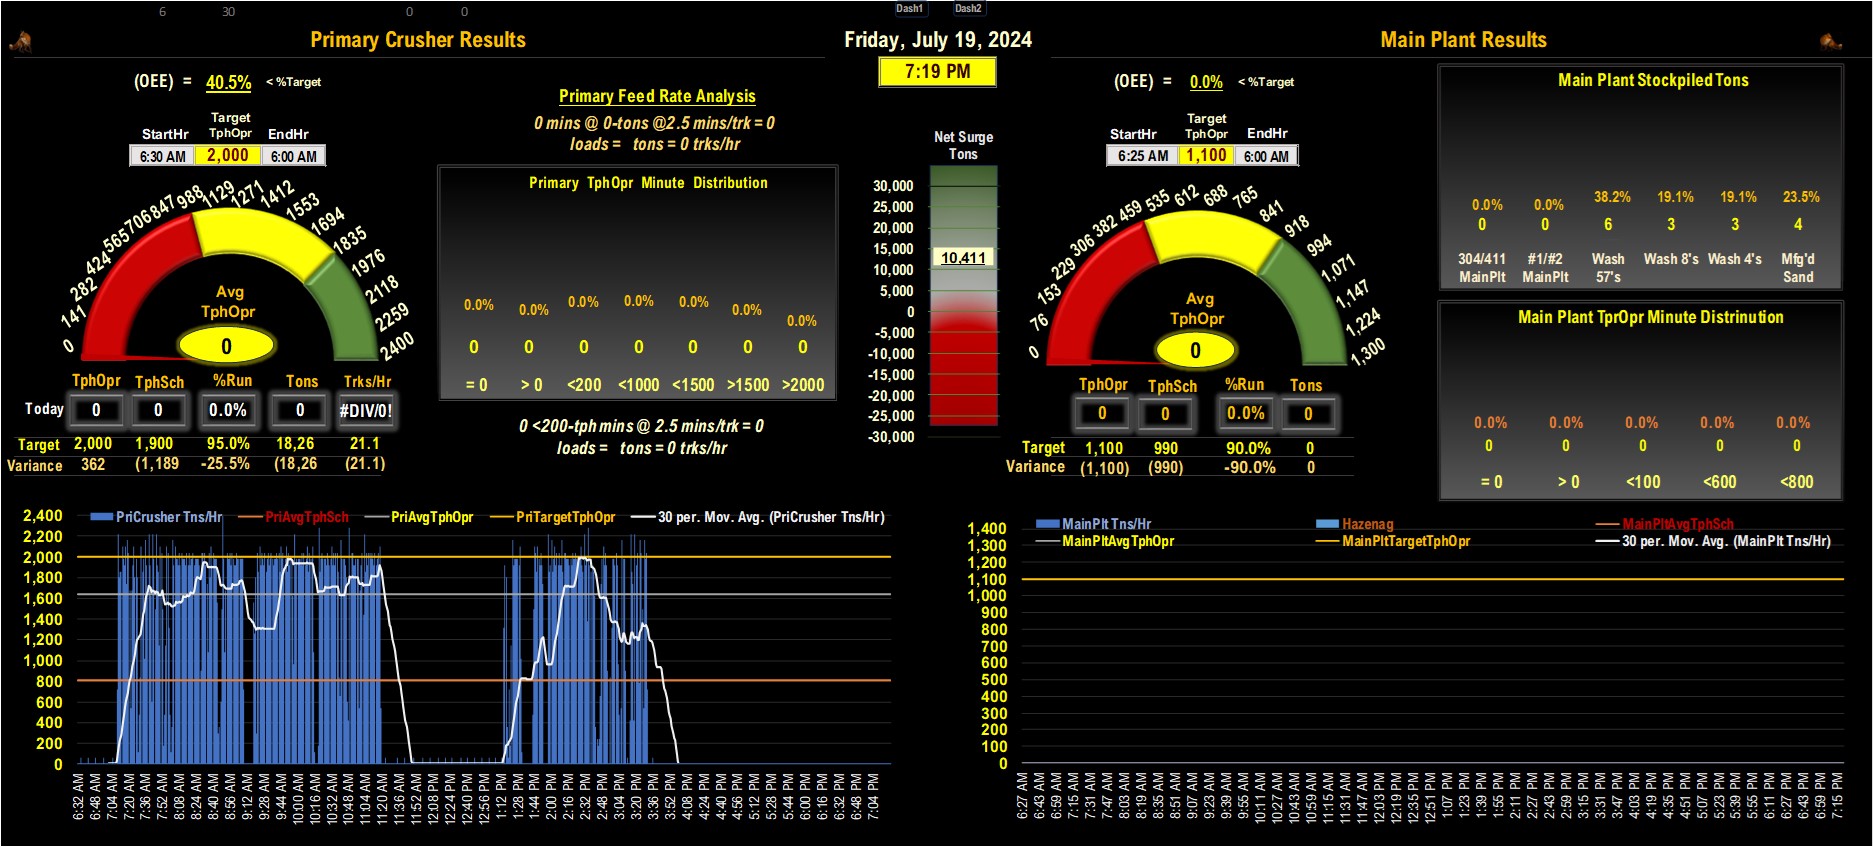 6 30 0 0
Dash1 Dash2
Primary Crusher Results
(OEE) = 40.5% < %Target
Target
StartHr TphOpr EndHr
6:30 AM 2,000 6:00 AM
0 141 282 424 565 706 847 988 1129 1271 1412 1553 1694 1835 1976 2118 2259 2400
Avg
TphOpr
0
TphOpr TphSch %Run Tons Trks/Hr
Today 0 0 0.0% 0 #DIV/0!
Target 2,000 1,900 95.0% 18,26 21.1
Variance 362 (1,189 -25.5% (18,26 (21.1)
Primary Feed Rate Analysis
0 mins @ 0-tons @2.5 mins/trk = 0
loads = tons = 0 trks/hr
Primary TphOpr Minute Distribution
0.0% 0.0% 0.0% 0.0% 0.0% 0.0% 0.0%
0 0 0 0 0 0 0
= 0 > 0 <200 <1000 <1500 >1500 >2000
0 <200-tph mins @ 2.5 mins/trk = 0
loads = tons = 0 trks/hr
Friday, July 19, 2024
7:19 PM
Net Surge
Tons
30,000
25,000
20,000
15,000
10,411
10,000
5,000
0
-5,000
-10,000
-15,000
-20,000
-25,000
-30,000
Main Plant Results
(OEE) = 0.0% < %Target
Target
StartHr TphOpr EndHr
6:25 AM 1,100 6:00 AM
0 76 153 229 306 382 459 535 612 688 765 841 918 994 1,071 1,147 1,224 1,300
Avg
TphOpr
0
TphOpr TphSch %Run Tons
0 0 0.0% 0
Target 1,100 990 90.0% 0
Variance (1,100) (990) -90.0% 0
Main Plant Stockpiled Tons
0.0% 0.0% 38.2% 19.1% 19.1% 23.5%
0 0 6 3 3 4
304/411 #1/#2 Wash Wash 8's Wash 4's Mfg'd
MainPlt MainPlt 57's Sand
Main Plant TprOpr Minute Distrinution
0.0% 0.0% 0.0% 0.0% 0.0%
0 0 0 0 0
= 0 > 0 <100 <600 <800
PriCrusher Tns/Hr PriAvgTphSch PriAvgTphOpr PriTargetTphOpr 30 per. Mov. Avg. (PriCrusher Tns/Hr)
2,400
2,200
2,000
1,800
1,600
1,400
1,200
1,000
800
600
400
200
0
6:32 AM 6:48 AM 7:04 AM 7:20 AM 7:36 AM 7:52 AM 8:08 AM 8:24 AM 8:40 AM 8:56 AM 9:12 AM 9:28 AM 9:44 AM 10:00 AM 10:16 AM 10:32 AM 10:48 AM 11:04 AM 11:20 AM 11:36 AM 11:52 AM 12:08 PM 12:24 PM 12:40 PM 12:56 PM 1:12 PM 1:28 PM 1:44 PM 2:00 PM 2:16 PM 2:32 PM 2:48 PM 3:04 PM 3:20 PM 3:36 PM 3:52 PM 4:08 PM 4:24 PM 4:40 PM 4:56 PM 5:12 PM 5:28 PM 5:44 PM 6:00 PM 6:16 PM 6:32 PM 6:48 PM 7:04 PM
MainPlt Tns/Hr Hazenag MainPltAvgTphSch
MainPltAvgTphOpr MainPltTargetTphOpr 30 per. Mov. Avg. (MainPlt Tns/Hr)
1,400
1,300
1,200
1,100
1,000
900
800
700
600
500
400
300
200
100
0
6:27 AM 6:43 AM 6:59 AM 7:15 AM 7:31 AM 7:47 AM 8:03 AM 8:19 AM 8:35 AM 8:51 AM 9:07 AM 9:23 AM 9:39 AM 9:55 AM 10:11 AM 10:27 AM 10:43 AM 10:59 AM 11:15 AM 11:31 AM 11:47 AM 12:03 PM 12:19 PM 12:35 PM 12:51 PM 1:07 PM 1:23 PM 1:39 PM 1:55 PM 2:11 PM 2:27 PM 2:43 PM 2:59 PM 3:15 PM 3:31 PM 3:47 PM 4:03 PM 4:19 PM 4:35 PM 4:51 PM 5:07 PM 5:23 PM 5:39 PM 5:55 PM 6:11 PM 6:27 PM 6:43 PM 6:59 PM 7:15 PM